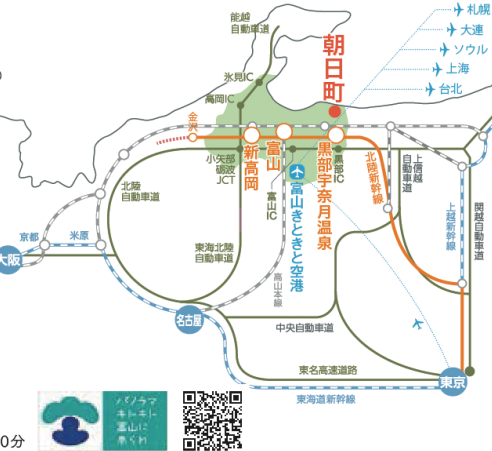 札幌
大連
ソウル
上海
台北
能越
自動車道
朝日町
氷見IC
高岡IC
金沢
小矢部
砺波
JCT
新高岡
富山
富山IC
富山きときと空港
黒部宇奈月温泉
黒部IC
北陸新幹線
上信越
自動車道
上越新幹線
関越自動車道
北陸
自動車道
東海北陸
自動車道
高山本線
京都
米原
大阪
名古屋
中央自動車道
東名高速道路
東海道新幹線
東京
パノラマ
キトキト
富山に
来られ
0分